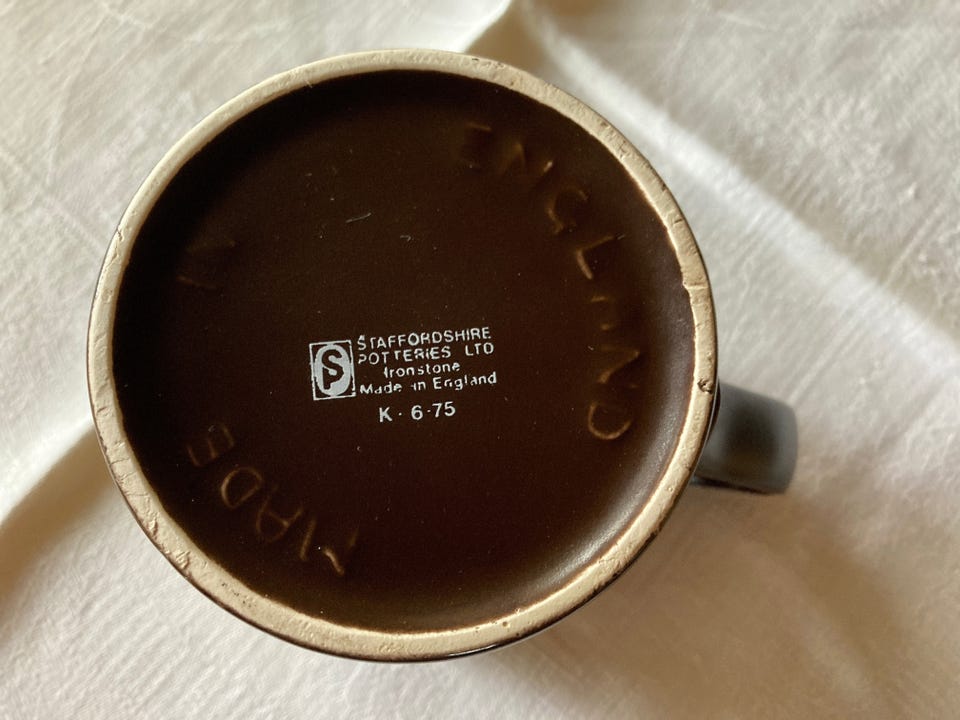 SP
STAFFORDSHIRE
POTTERIES LTD
Ironstone
Made in England
K · 6·75
MADE IN ENGLAND